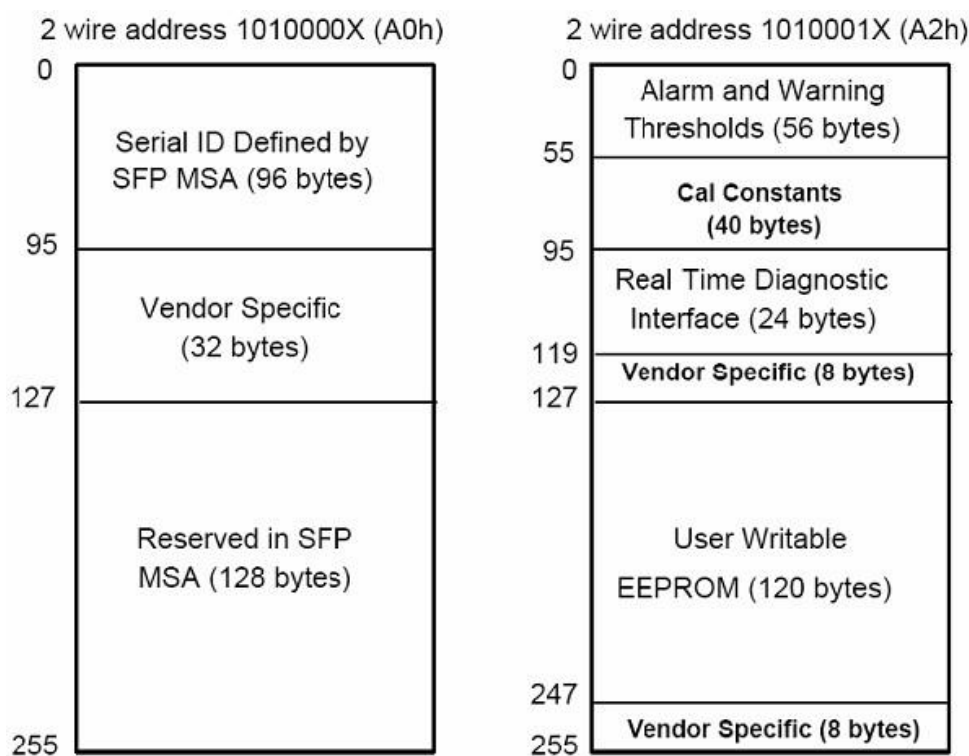 2 wire address 1010000X (A0h)
0
Serial ID Defined by
SFP MSA (96 bytes)
95
Vendor Specific
(32 bytes)
127
Reserved in SFP
MSA (128 bytes)
255
2 wire address 1010001X (A2h)
0
Alarm and Warning
Thresholds (56 bytes)
55
Cal Constants
(40 bytes)
95
Real Time Diagnostic
Interface (24 bytes)
119
Vendor Specific (8 bytes)
127
User Writable
EEPROM (120 bytes)
247
Vendor Specific (8 bytes)
255